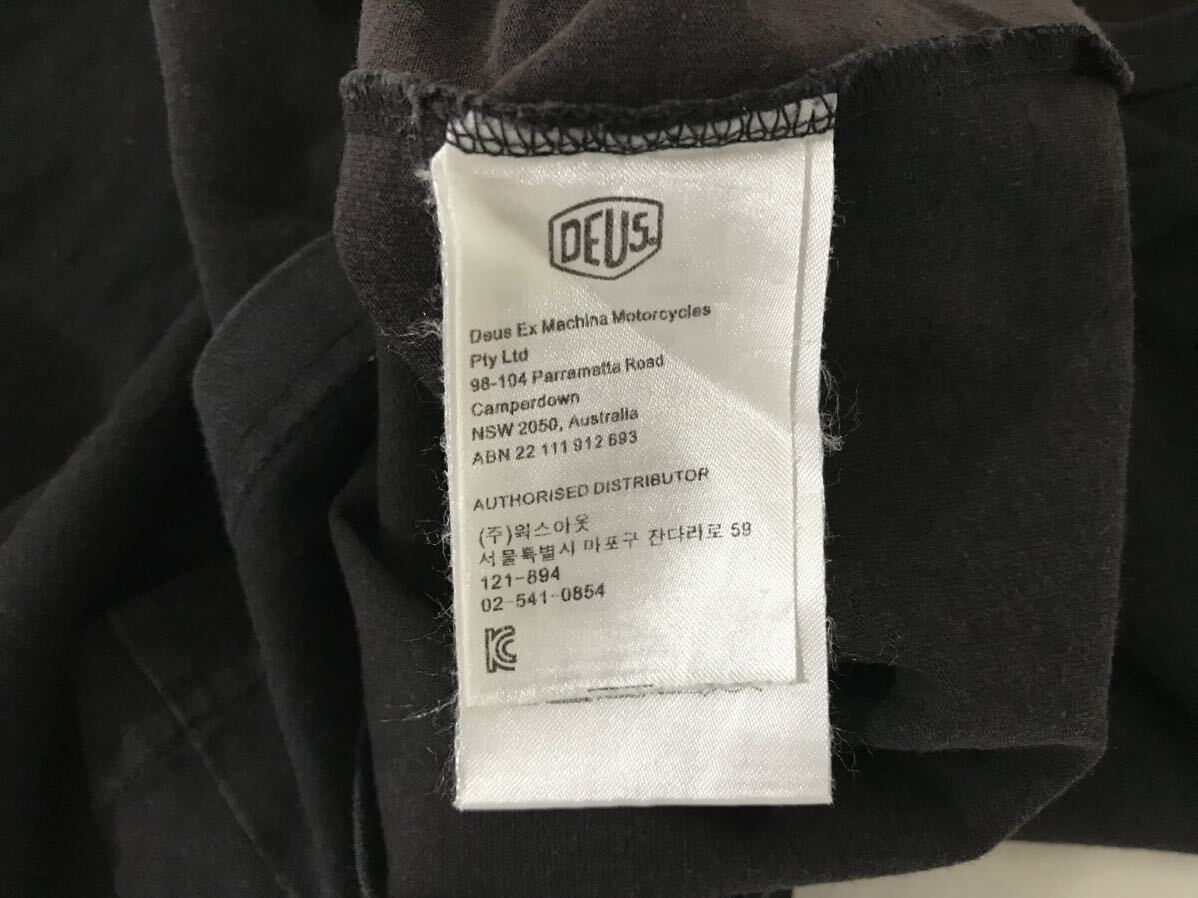 DEUS.
Deus Ex Machina Motorcycles
Pty Ltd
98-104 Parramatta Road
Camperdown
NSW 2050, Australia
ABN 22 111 912 693
AUTHORISED DISTRIBUTOR
(주)웍스아웃
서물특별시 마포구 잔다리로 59
121-894
02-541-0854
KC